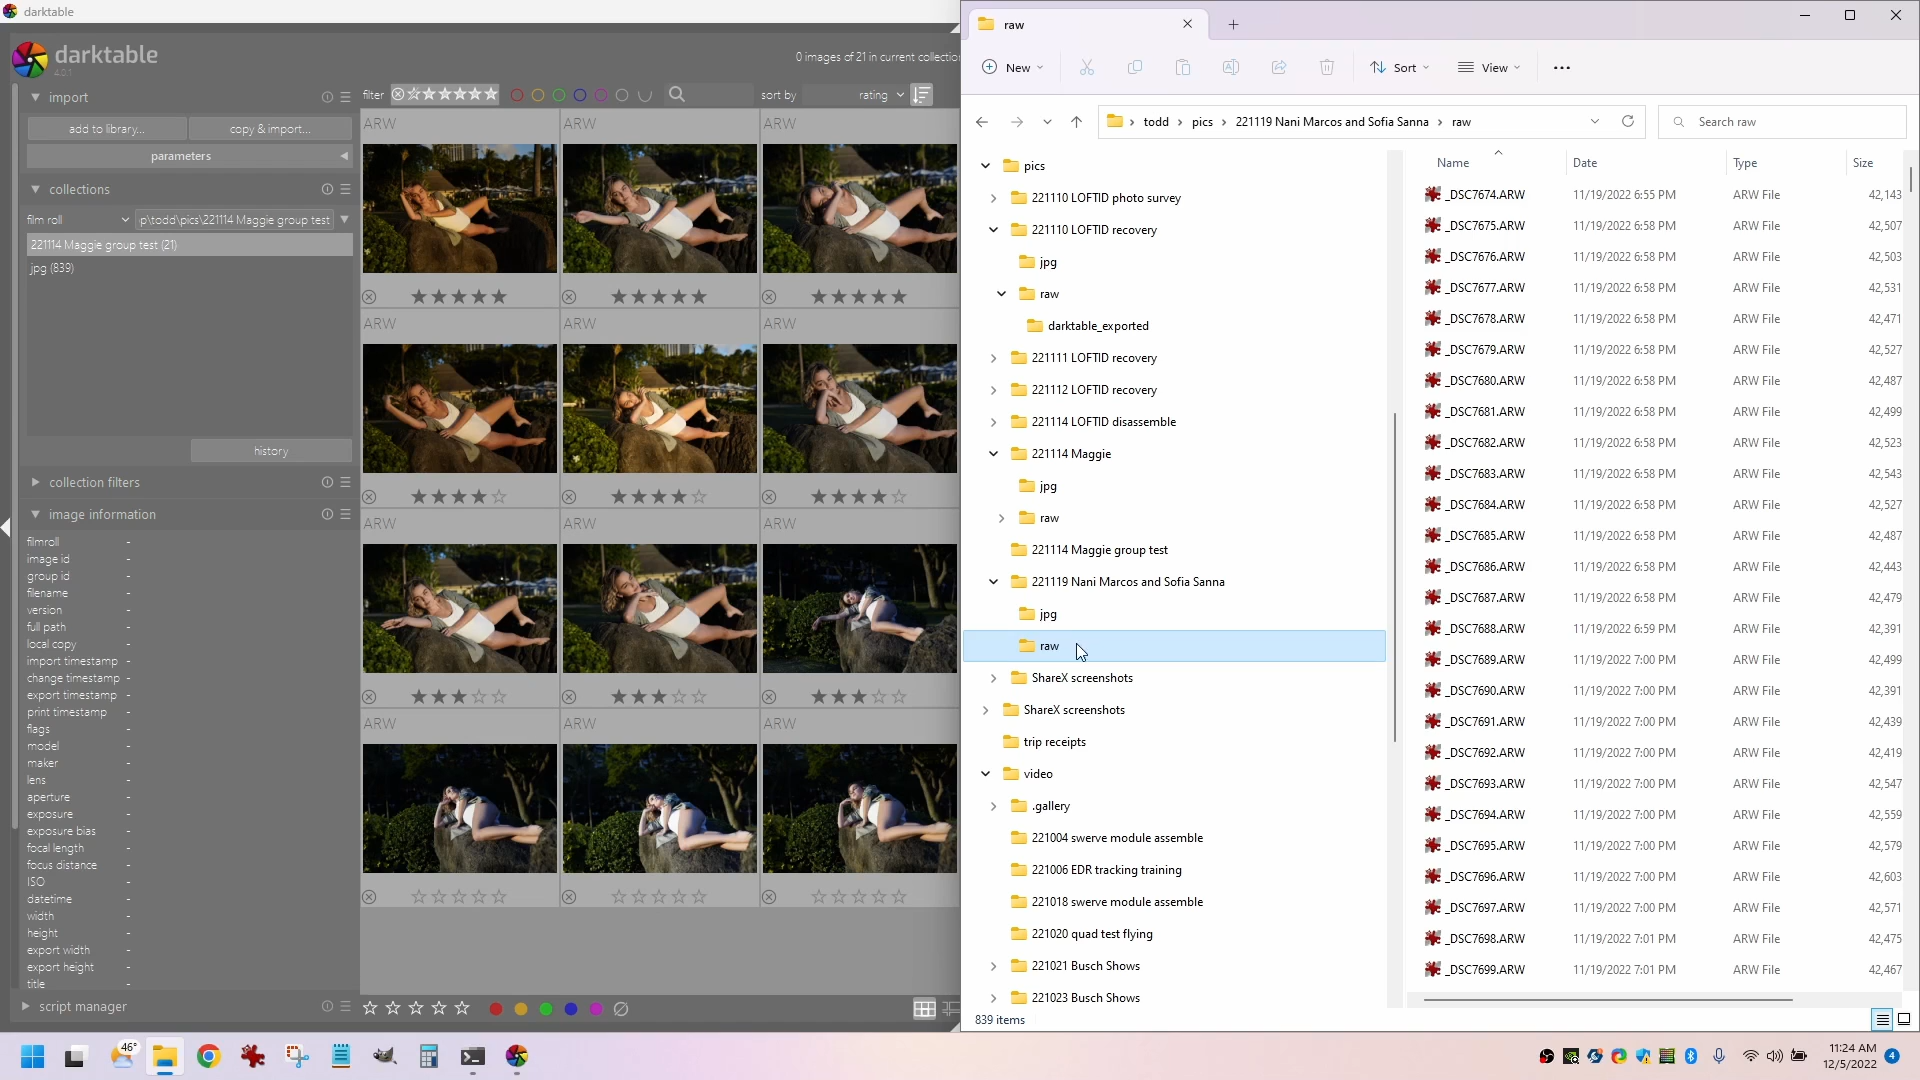 darktable
darktable
4.0.1
0 images of 21 in current collection
import
add to library...
copy & import...
parameters
collections
film roll
p\todd\pics\221114 Maggie group test
221114 Maggie group test (21)
jpg (839)
history
collection filters
image information
filmroll -
image id -
group id -
filename -
version -
full path -
local copy -
import timestamp -
change timestamp -
export timestamp -
print timestamp -
flags -
model -
maker -
lens -
aperture -
exposure -
exposure bias -
focal length -
focus distance -
ISO -
datetime -
width -
height -
export width -
export height -
title -
script manager
filter
sort by
rating
ARW
ARW
ARW
ARW
ARW
ARW
ARW
ARW
ARW
ARW
ARW
ARW
raw
New
Sort
View
todd > pics > 221119 Nani Marcos and Sofia Sanna > raw
Search raw
pics
221110 LOFTID photo survey
221110 LOFTID recovery
jpg
raw
darktable_exported
221111 LOFTID recovery
221112 LOFTID recovery
221114 LOFTID disassemble
221114 Maggie
jpg
raw
221114 Maggie group test
221119 Nani Marcos and Sofia Sanna
jpg
raw
ShareX screenshots
ShareX screenshots
trip receipts
video
.gallery
221004 swerve module assemble
221006 EDR tracking training
221018 swerve module assemble
221020 quad test flying
221021 Busch Shows
221023 Busch Shows
Name Date Type Size
_DSC7674.ARW 11/19/2022 6:55 PM ARW File 42,143
_DSC7675.ARW 11/19/2022 6:58 PM ARW File 42,507
_DSC7676.ARW 11/19/2022 6:58 PM ARW File 42,503
_DSC7677.ARW 11/19/2022 6:58 PM ARW File 42,531
_DSC7678.ARW 11/19/2022 6:58 PM ARW File 42,471
_DSC7679.ARW 11/19/2022 6:58 PM ARW File 42,527
_DSC7680.ARW 11/19/2022 6:58 PM ARW File 42,487
_DSC7681.ARW 11/19/2022 6:58 PM ARW File 42,499
_DSC7682.ARW 11/19/2022 6:58 PM ARW File 42,523
_DSC7683.ARW 11/19/2022 6:58 PM ARW File 42,543
_DSC7684.ARW 11/19/2022 6:58 PM ARW File 42,527
_DSC7685.ARW 11/19/2022 6:58 PM ARW File 42,487
_DSC7686.ARW 11/19/2022 6:58 PM ARW File 42,443
_DSC7687.ARW 11/19/2022 6:58 PM ARW File 42,479
_DSC7688.ARW 11/19/2022 6:59 PM ARW File 42,391
_DSC7689.ARW 11/19/2022 7:00 PM ARW File 42,499
_DSC7690.ARW 11/19/2022 7:00 PM ARW File 42,391
_DSC7691.ARW 11/19/2022 7:00 PM ARW File 42,439
_DSC7692.ARW 11/19/2022 7:00 PM ARW File 42,419
_DSC7693.ARW 11/19/2022 7:00 PM ARW File 42,547
_DSC7694.ARW 11/19/2022 7:00 PM ARW File 42,559
_DSC7695.ARW 11/19/2022 7:00 PM ARW File 42,579
_DSC7696.ARW 11/19/2022 7:00 PM ARW File 42,603
_DSC7697.ARW 11/19/2022 7:00 PM ARW File 42,571
_DSC7698.ARW 11/19/2022 7:01 PM ARW File 42,475
_DSC7699.ARW 11/19/2022 7:01 PM ARW File 42,467
839 items
46°
11:24 AM
12/5/2022
4